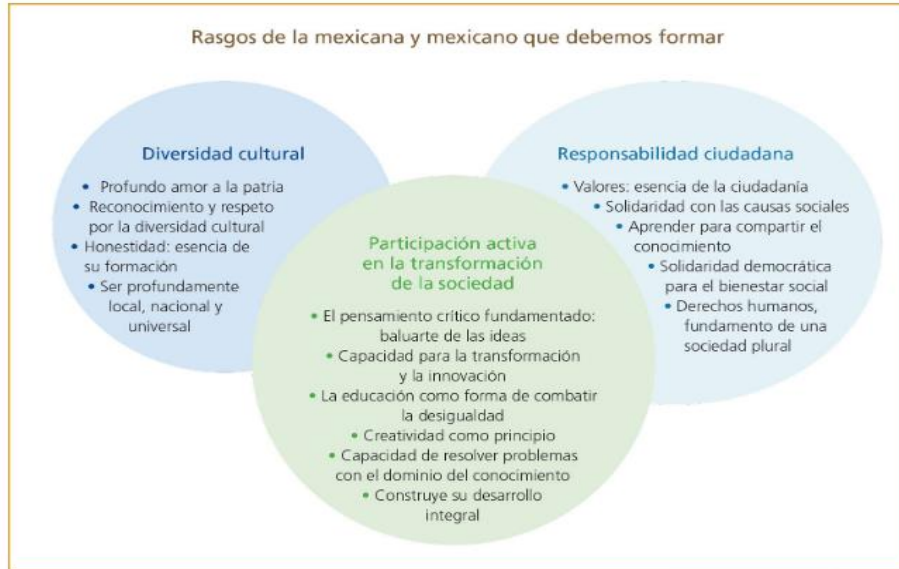 Rasgos de la mexicana y mexicano que debemos formar
Diversidad cultural
• Profundo amor a la patria
• Reconocimiento y respeto
por la diversidad cultural
• Honestidad: esencia de
su formación
• Ser profundamente
local, nacional y
universal
Participación activa
en la transformación
de la sociedad
• El pensamiento crítico fundamentado:
baluarte de las ideas
• Capacidad para la transformación
y la innovación
• La educación como forma de combatir
la desigualdad
• Creatividad como principio
• Capacidad de resolver problemas
con el dominio del conocimiento
• Construye su desarrollo
integral
Responsabilidad ciudadana
• Valores: esencia de la ciudadanía
• Solidaridad con las causas sociales
• Aprender para compartir el
conocimiento
• Solidaridad democrática
para el bienestar social
• Derechos humanos,
fundamento de una
sociedad plural